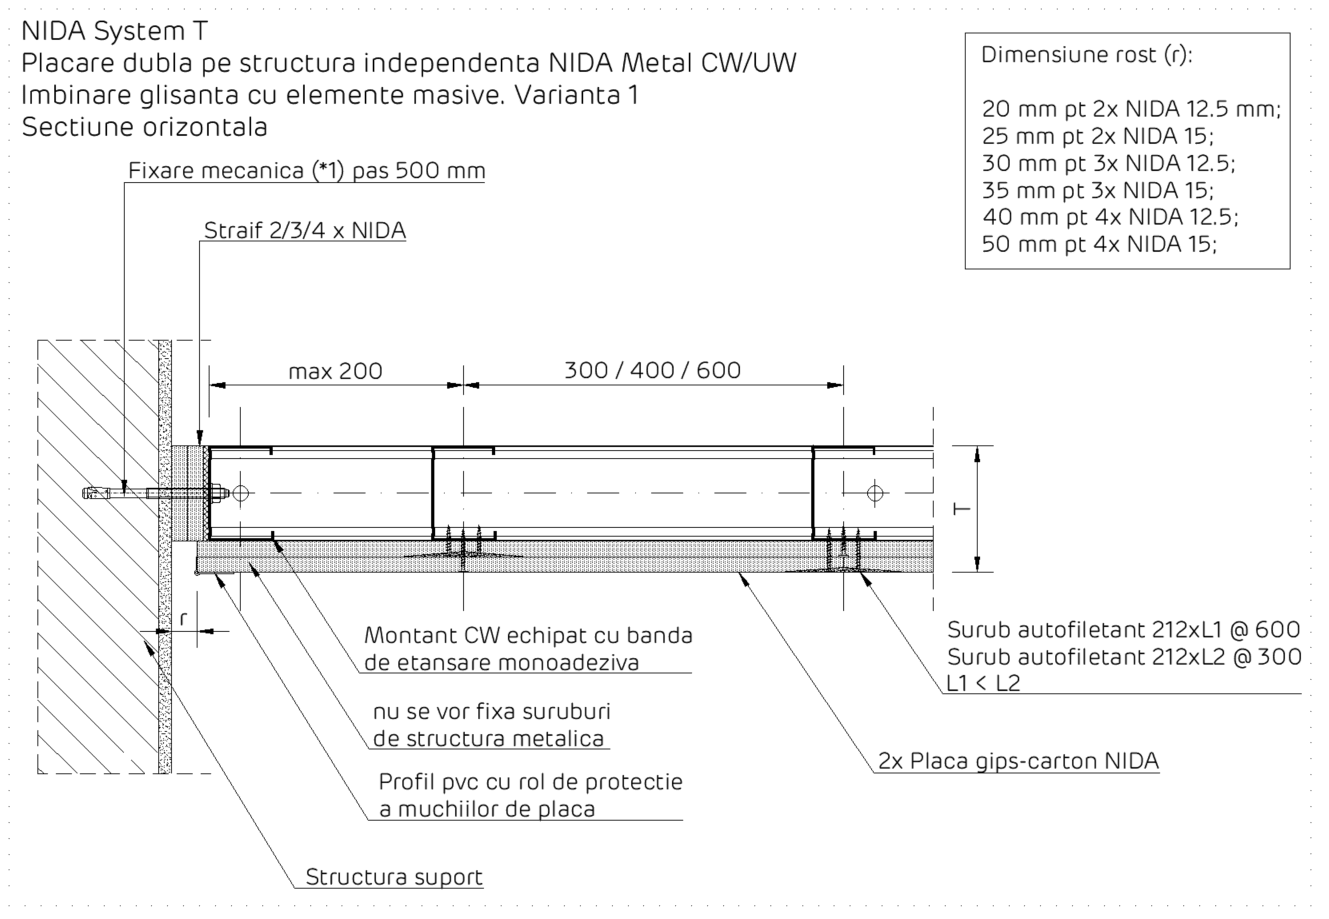 NIDA System T
Placare dubla pe structura independenta NIDA Metal CW/UW
Imbinare glisanta cu elemente masive. Varianta 1
Sectiune orizontala
Dimensiune rost (r):
20 mm pt 2x NIDA 12.5 mm;
25 mm pt 2x NIDA 15;
30 mm pt 3x NIDA 12.5;
35 mm pt 3x NIDA 15;
40 mm pt 4x NIDA 12.5;
50 mm pt 4x NIDA 15;
Fixare mecanica (*1) pas 500 mm
Straif 2/3/4 x NIDA
max 200
300 / 400 / 600
T
r
Montant CW echipat cu banda
de etansare monoadeziva
Surub autofiletant 212xL1 @ 600
Surub autofiletant 212xL2 @ 300
L1 < L2
nu se vor fixa suruburi
de structura metalica
2x Placa gips-carton NIDA
Profil pvc cu rol de protectie
a muchiilor de placa
Structura suport